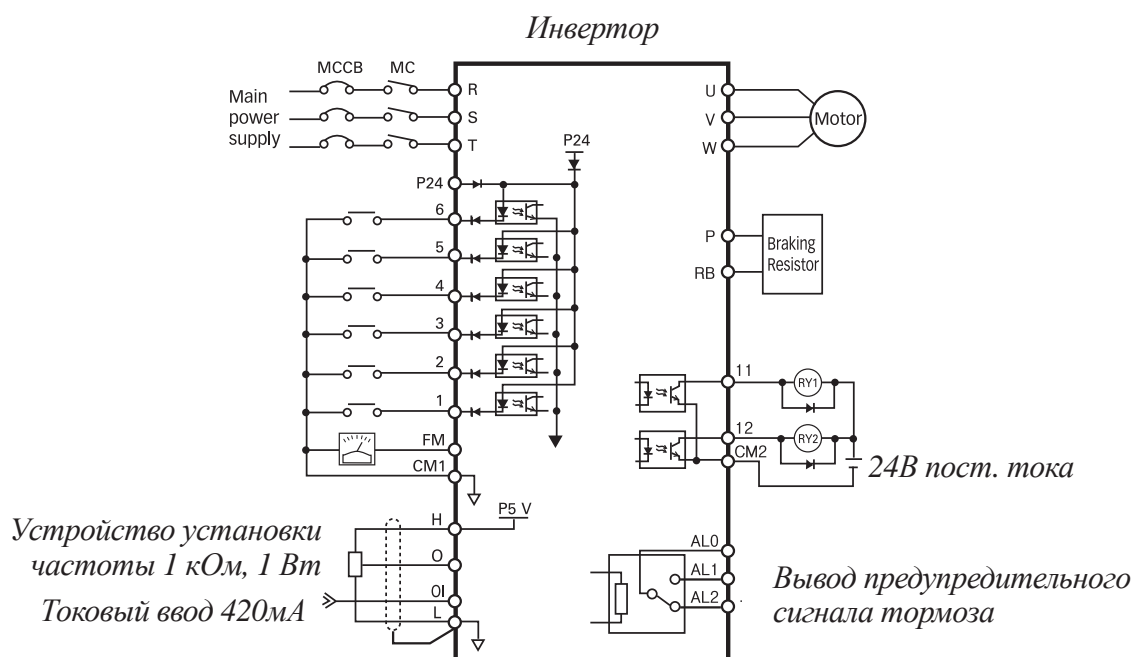 Инвертор
MCCB
MC
Main
power
supply
R
S
T
P24
P24
6
5
4
3
2
1
FM
CM1
H
P5 V
O
OI
L
Устройство установки
частоты 1 кОм, 1 Вт
Токовый ввод 420мА
U
V
W
Motor
P
RB
Braking
Resistor
11
RY1
12
RY2
CM2
24В пост. тока
AL0
AL1
AL2
Вывод предупредительного
сигнала тормоза